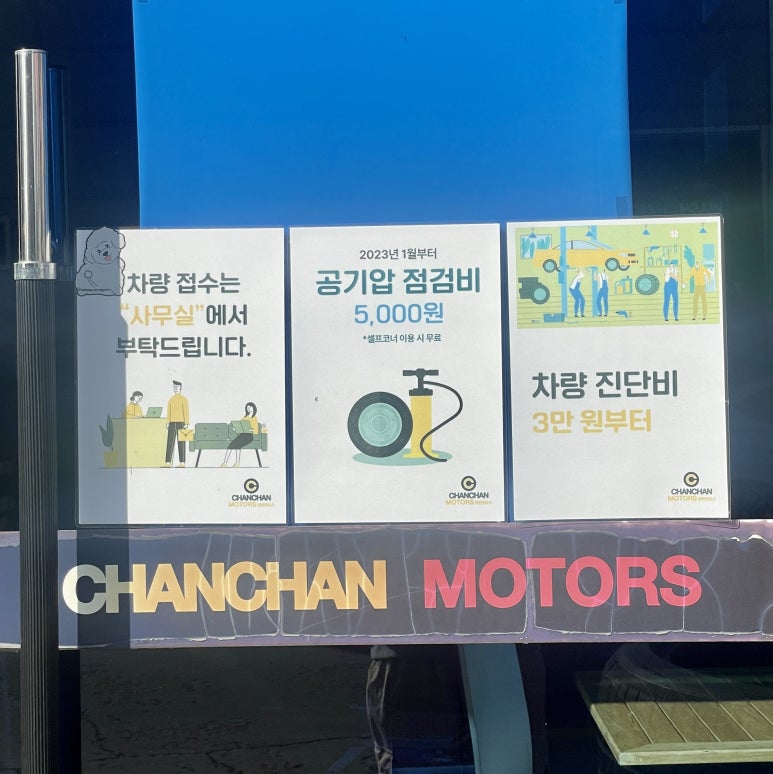 차량 접수는
“사무실”에서
부탁드립니다.
CHANCHAN
MOTORS
2023년 1월부터
공기압 점검비
5,000원
*셀프코너 이용 시 무료
CHANCHAN
MOTORS
차량 진단비
3만 원부터
CHANCHAN
MOTORS
CHANCHAN MOTORS